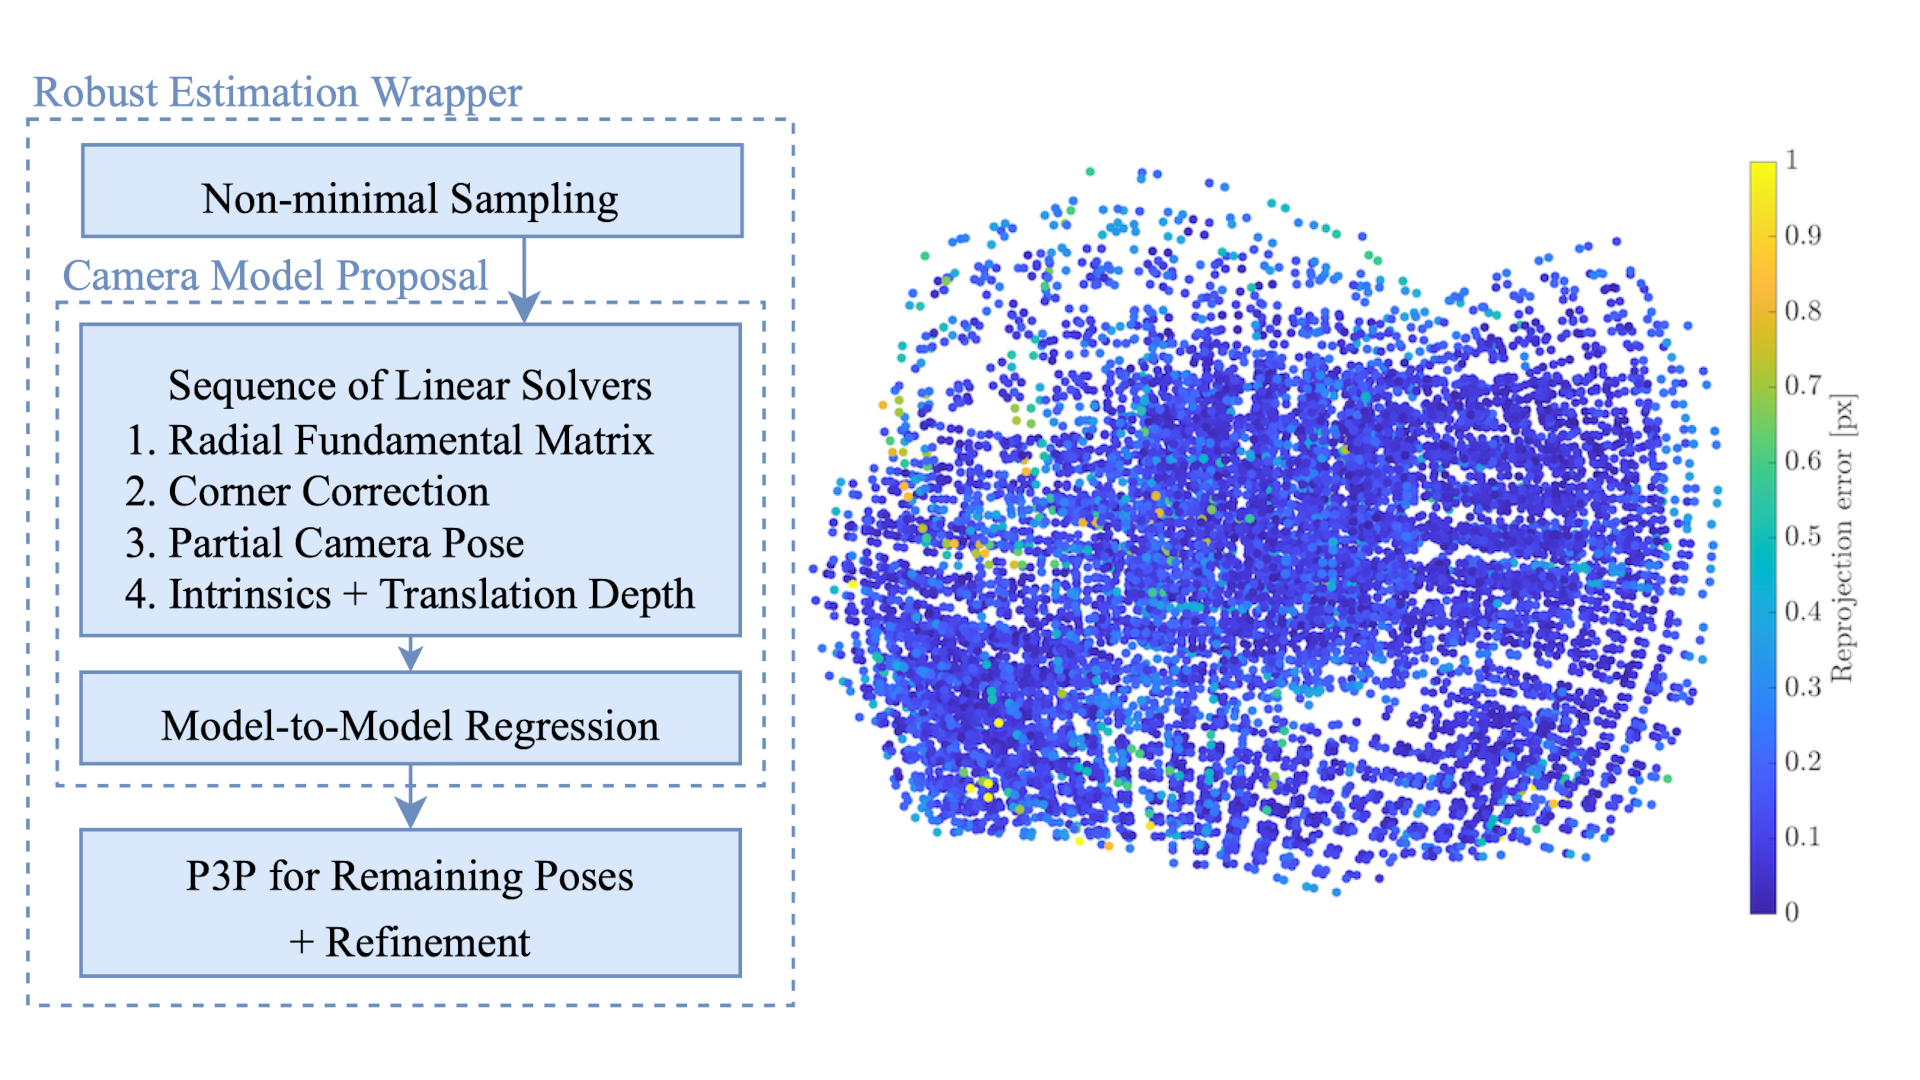 Robust Estimation Wrapper
Non-minimal Sampling
Camera Model Proposal
Sequence of Linear Solvers
1. Radial Fundamental Matrix
2. Corner Correction
3. Partial Camera Pose
4. Intrinsics + Translation Depth
Model-to-Model Regression
P3P for Remaining Poses
+ Refinement
1
0.9
0.8
0.7
0.6
0.5
0.4
0.3
0.2
0.1
0
Reprojection error [px]